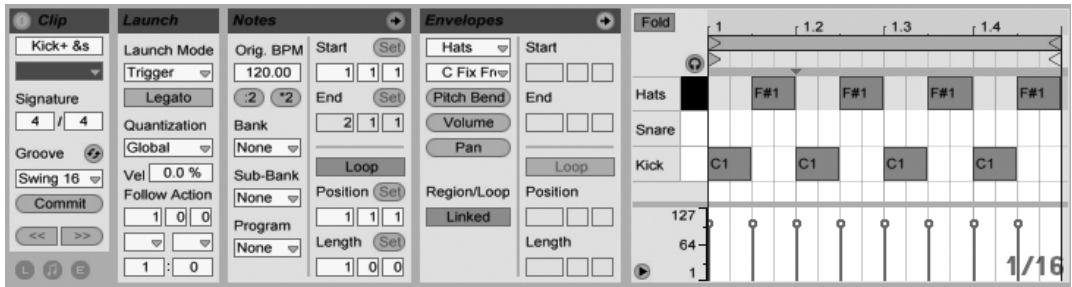 Clip
Kick+ &s
Signature
4 / 4
Groove
Swing 16
Commit
<< >>
L E
Launch
Launch Mode
Trigger
Legato
Quantization
Global
Vel 0.0 %
Follow Action
1 0 0
1 : 0
Notes
Orig. BPM
120.00
:2 *2
Bank
None
Sub-Bank
None
Program
None
Start Set
1 1 1
End Set
2 1 1
Loop
Position Set
1 1 1
Length Set
1 0 0
Envelopes
Hats
C Fix Fre
Pitch Bend
Volume
Pan
Region/Loop
Linked
Start
End
Loop
Position
Length
Fold
1 1.2 1.3 1.4
Hats F#1 F#1 F#1 F#1
Snare
Kick C1 C1 C1 C1
127
64
1
1/16